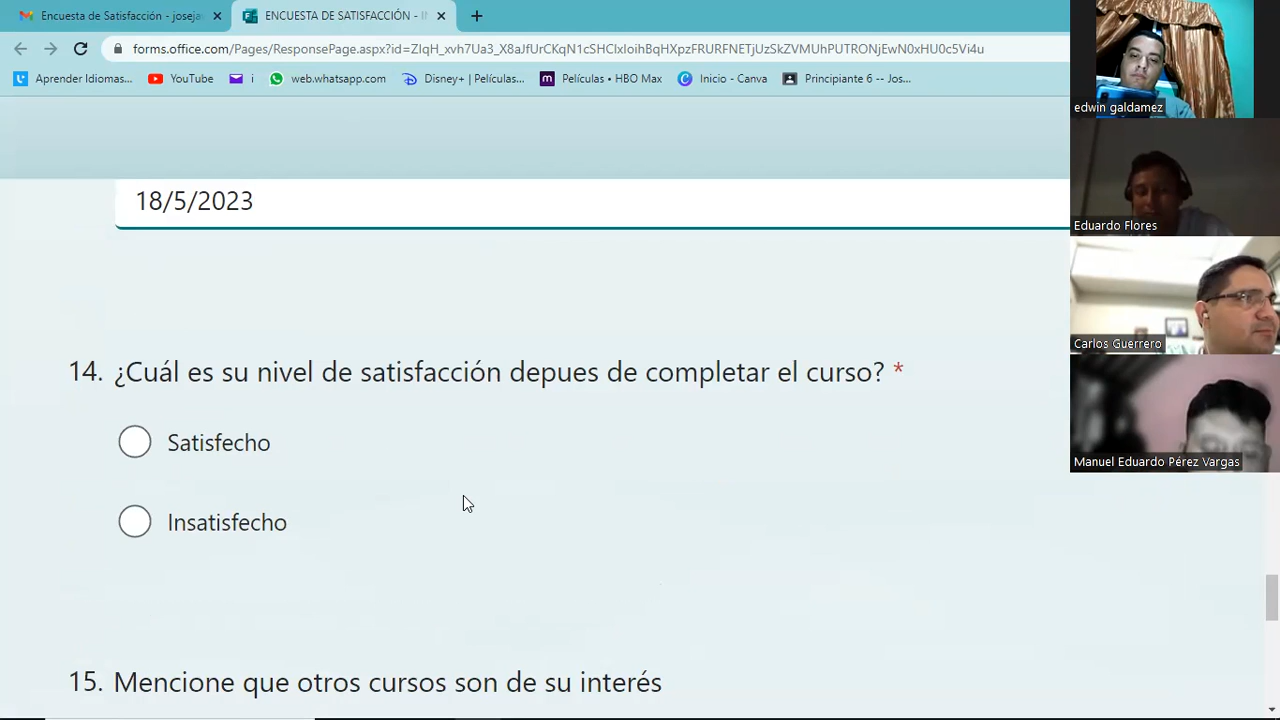 Encuesta de Satisfacción - joseja
ENCUESTA DE SATISFACCIÓN - I
forms.office.com/Pages/ResponsePage.aspx?id=ZIqH_xvh7Ua3_X8aJfUrCKqN1cSHClxIoihBqHXpzFRURFNETjUzSkZVMUhPUTRONjEwN0xHU0c5Vi4u
Aprender Idiomas...
YouTube
i
web.whatsapp.com
Disney+ | Películas...
Películas • HBO Max
Inicio - Canva
Principiante 6 -- Jos...
edwin galdamez
Eduardo Flores
Carlos Guerrero
Manuel Eduardo Pérez Vargas
18/5/2023
14. ¿Cuál es su nivel de satisfacción depues de completar el curso? *
Satisfecho
Insatisfecho
15. Mencione que otros cursos son de su interés